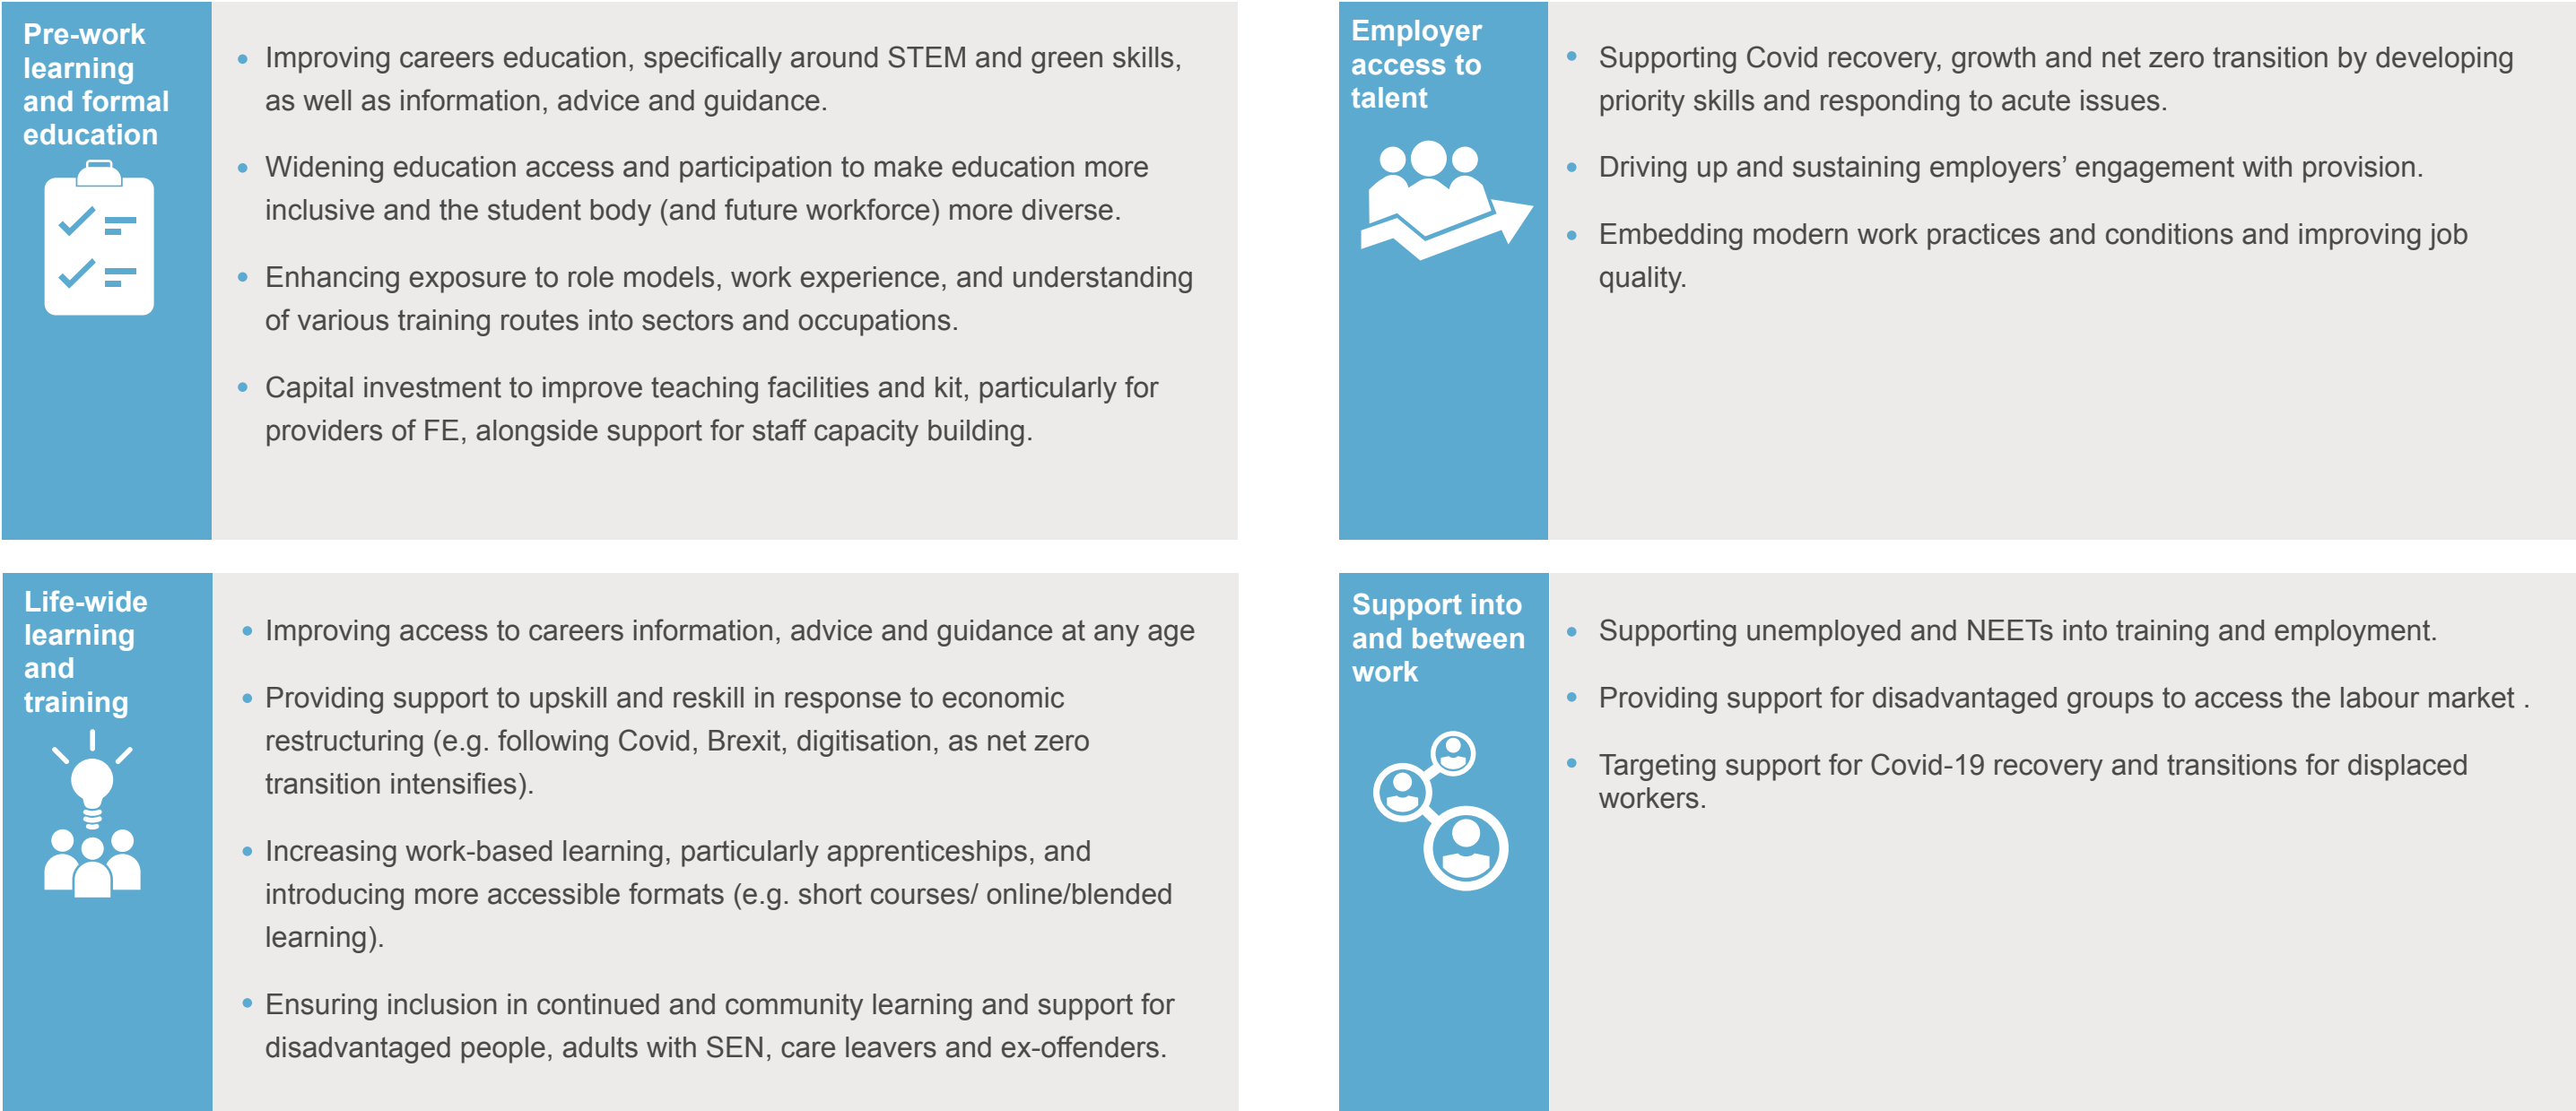 Pre-work
learning
and formal
education
• Improving careers education, specifically around STEM and green skills,
as well as information, advice and guidance.
• Widening education access and participation to make education more
inclusive and the student body (and future workforce) more diverse.
• Enhancing exposure to role models, work experience, and understanding
of various training routes into sectors and occupations.
• Capital investment to improve teaching facilities and kit, particularly for
providers of FE, alongside support for staff capacity building.
Employer
access to
talent
• Supporting Covid recovery, growth and net zero transition by developing
priority skills and responding to acute issues.
• Driving up and sustaining employers’ engagement with provision.
• Embedding modern work practices and conditions and improving job
quality.
Life-wide
learning
and
training
• Improving access to careers information, advice and guidance at any age
• Providing support to upskill and reskill in response to economic
restructuring (e.g. following Covid, Brexit, digitisation, as net zero
transition intensifies).
• Increasing work-based learning, particularly apprenticeships, and
introducing more accessible formats (e.g. short courses/ online/blended
learning).
• Ensuring inclusion in continued and community learning and support for
disadvantaged people, adults with SEN, care leavers and ex-offenders.
Support into
and between
work
• Supporting unemployed and NEETs into training and employment.
• Providing support for disadvantaged groups to access the labour market .
• Targeting support for Covid-19 recovery and transitions for displaced
workers.